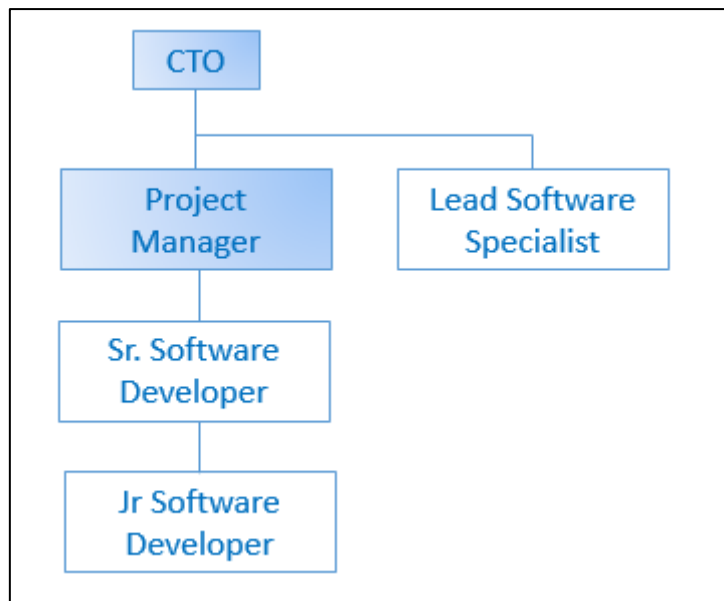 CTO
Project
Manager
Lead Software
Specialist
Sr. Software
Developer
Jr Software
Developer